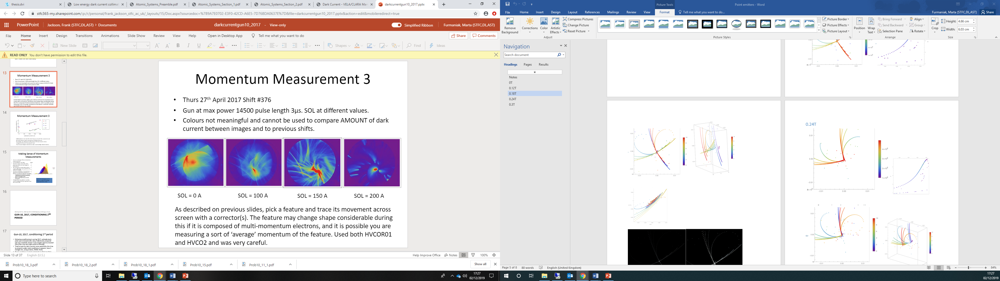 thesis.dvi
Low energy dark current collimat
Atomic_Systems_Preamble.pdf
Atomic_Systems_Section_1.pdf
Atomic_Systems_Section_2.pdf
Dark Current - VELA/CLARA Man
darkcurrentgun10_2017.pptx
stfc365-my.sharepoint.com/:p:/r/personal/frank_jackson_stfc_ac_uk/_layouts/15/Doc.aspx?sourcedoc=%7B9A7E0702-E3F0-42CD-A6E5-7D76BDA0637E%7D&file=darkcurrentgun10_2017.pptx&action=edit&mobileredirect=true
PowerPoint
Jackson, Frank (STFC,DL,AST) > Documents
darkcurrentgun10_2017 - View-only
Simplified Ribbon
Furmaniak, Marta (STFC,DL,AST)
File Home Insert Design Transitions Animations Slide Show Review View Help Open in Desktop App Tell me what you want to do
Share Comments
New Slide
B I U A
Shapes
Find
Ideas
READ ONLY You don't have permission to edit this file.
13
Momentum Measurement 3
14
Momentum Measurement 3
15
Making Sense of Momentum
Measurements
16
GUN-10, 2017, CONDITIONING 2ND
PERIOD
17
Gun-10, 2017, conditioning 2nd period
Momentum Measurement 3
• Thurs 27th April 2017 Shift #376
• Gun at max power 14500 pulse length 3μs. SOL at different values.
• Colours not meaningful and cannot be used to compare AMOUNT of dark
current between images and to previous shifts.
SOL = 0 A
SOL = 100 A
SOL = 150 A
SOL = 200 A
As described on previous slides, pick a feature and trace its movement across
screen with a corrector(s). The feature may change shape considerable during
this if it is composed of multi-momentum electrons, and it is possible you are
measuring a sort of ‘average’ momentum of the feature. Used both HVCOR01
and HVCO2 and was very careful.
Slide 13 of 37 English (U.S.)
Help Improve Office Notes 100%
Prob10_18_3.pdf
Prob10_18_2.pdf
Prob10_18_1.pdf
Prob10_15.pdf
Prob10_11_1.pdf
Show all
Type here to search
17:27
02/12/2019
Picture Tools
Point emitters - Word
File Home Insert Design Layout References Mailings Review View Format Tell me what you want to do...
Furmaniak, Marta (STFC,DL,AST) Share
Remove
Background
Corrections
Color
Artistic
Effects
Compress Pictures
Change Picture
Reset Picture
Adjust
Picture Styles
Picture Border
Picture Effects
Picture Layout
Position
Wrap
Text
Bring Forward
Send Backward
Selection Pane
Align
Group
Rotate
Arrange
Crop
Height: 4.66 cm
Width: 6.03 cm
Size
Navigation
Search document
Headings Pages Results
Notes
0T
0.12T
0.18T
0.24T
0.3T
0.24T
Page 5 of 8 80 words English (United Kingdom)
84%
17:27
02/12/2019